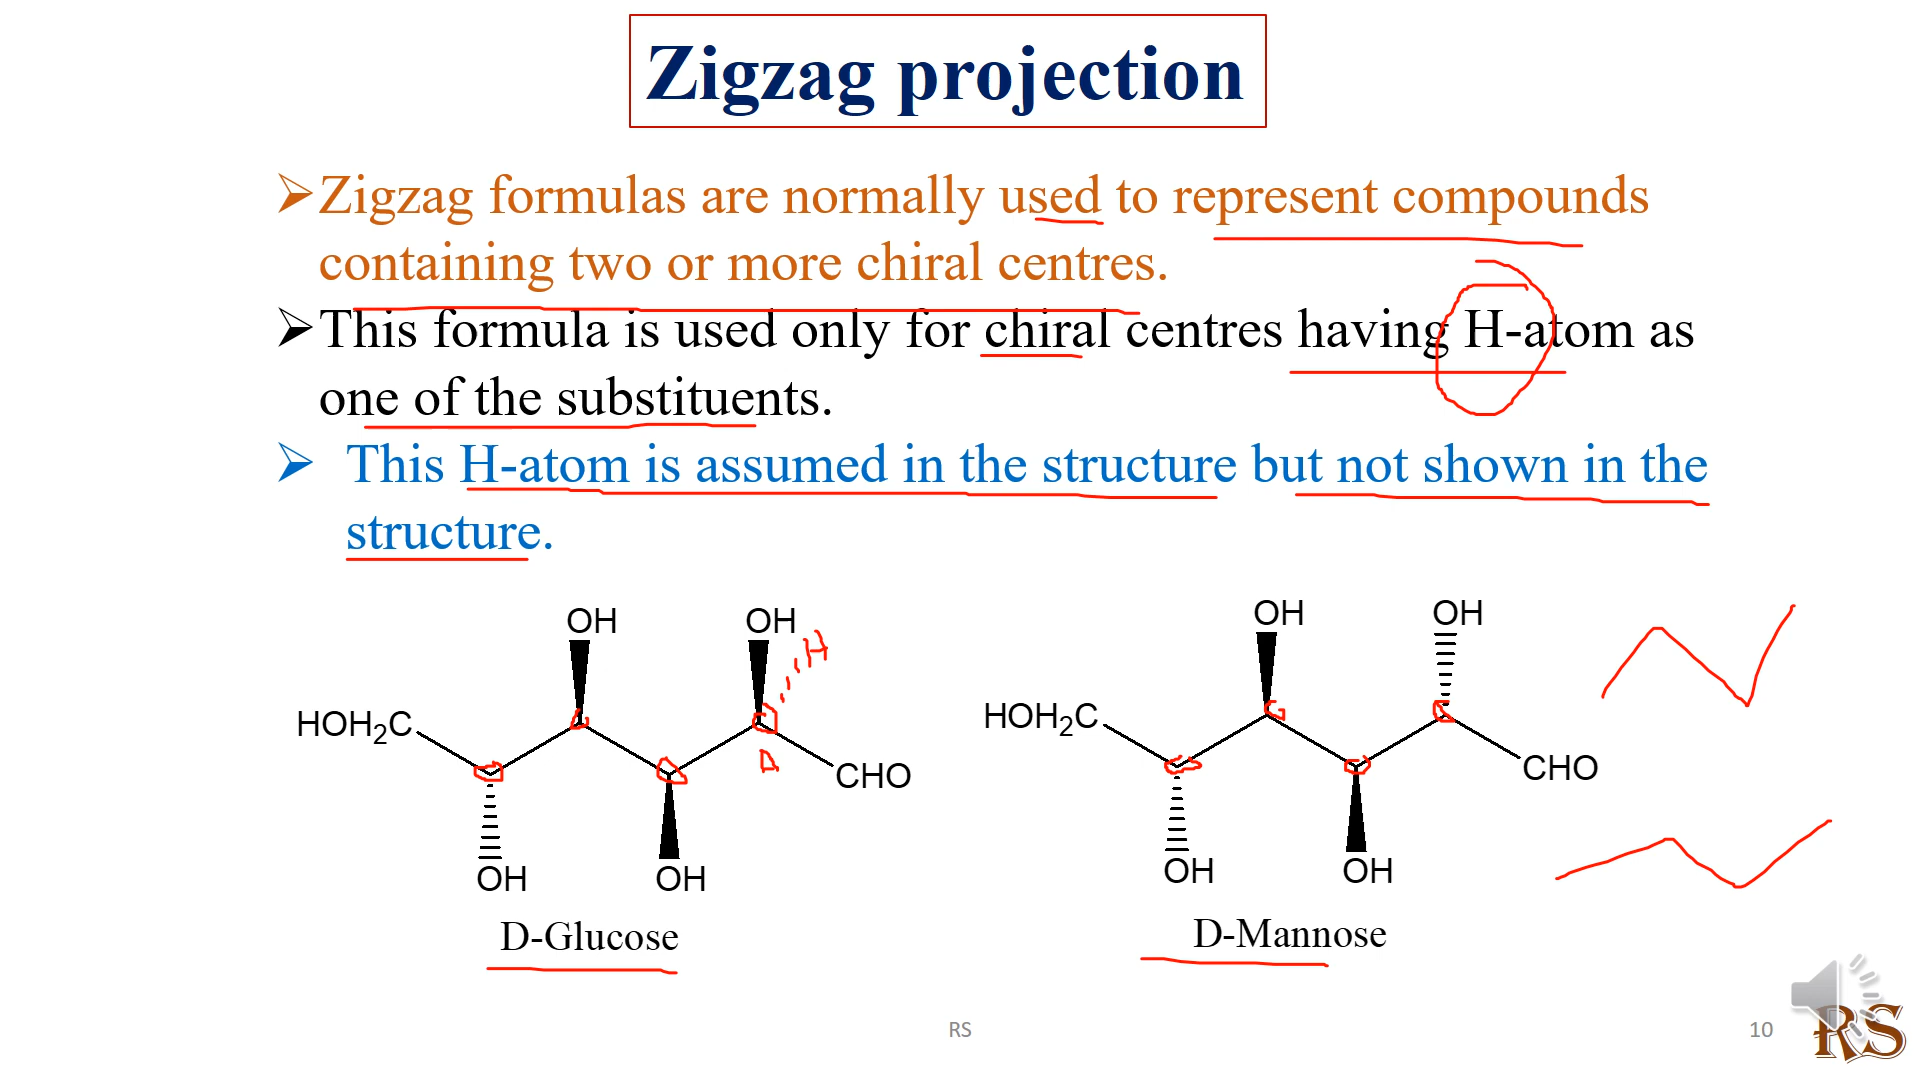 Zigzag projection
➢Zigzag formulas are normally used to represent compounds
containing two or more chiral centres.
➢This formula is used only for chiral centres having H-atom as
one of the substituents.
➢ This H-atom is assumed in the structure but not shown in the
structure.
OH OH H OH OH
HOH₂C CHO HOH₂C CHO
OH OH OH OH
D-Glucose D-Mannose
RS 10 RS